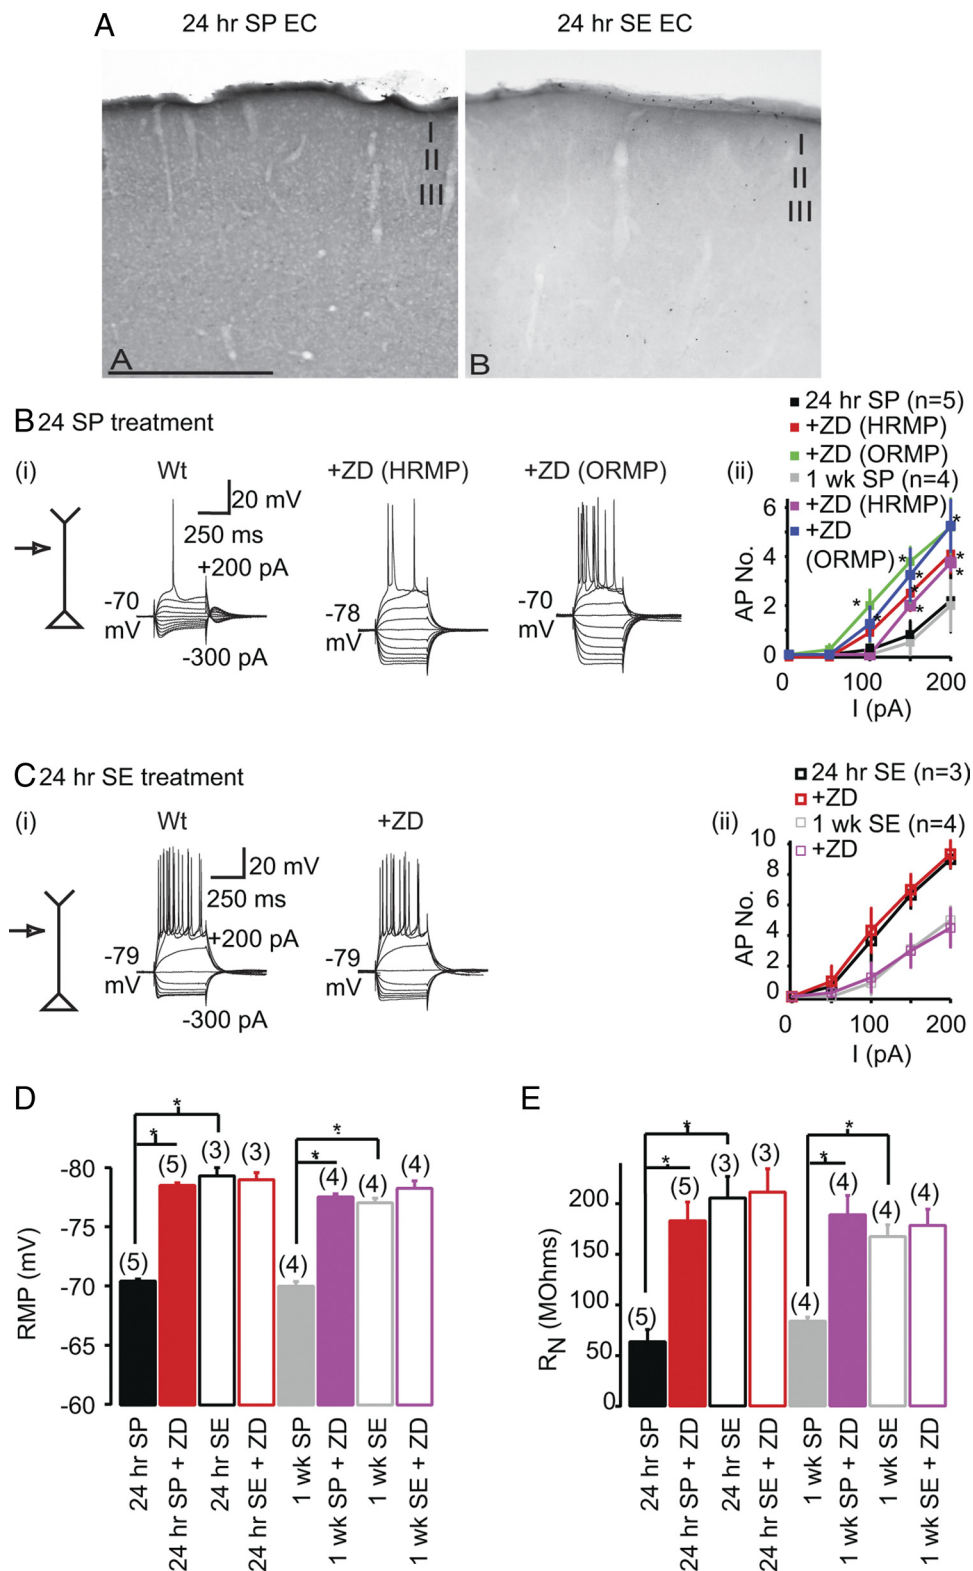 A
24 hr SP EC
24 hr SE EC
I
II
III
I
II
III
A
B
B 24 SP treatment
(i)
Wt
+ZD (HRMP)
+ZD (ORMP)
20 mV
250 ms
+200 pA
-70
mV
-300 pA
-78
mV
-70
mV
(ii)
24 hr SP (n=5)
+ZD (HRMP)
+ZD (ORMP)
1 wk SP (n=4)
+ZD (HRMP)
+ZD
(ORMP)
AP No.
6
4
2
0
* * * * * * * * *
0 100 200
I (pA)
C 24 hr SE treatment
(i)
Wt
+ZD
20 mV
250 ms
+200 pA
-79
mV
-300 pA
-79
mV
(ii)
24 hr SE (n=3)
+ZD
1 wk SE (n=4)
+ZD
AP No.
10
8
6
4
2
0
0 100 200
I (pA)
D
RMP (mV)
-80
-75
-70
-65
-60
* * * *
(5) (5) (3) (3) (4) (4) (4) (4)
24 hr SP
24 hr SP + ZD
24 hr SE
24 hr SE + ZD
1 wk SP
1 wk SP + ZD
1 wk SE
1 wk SE + ZD
E
RN (MOhms)
200
150
100
50
0
* * * *
(5) (5) (3) (3) (4) (4) (4) (4)
24 hr SP
24 hr SP + ZD
24 hr SE
24 hr SE + ZD
1 wk SP
1 wk SP + ZD
1 wk SE
1 wk SE + ZD